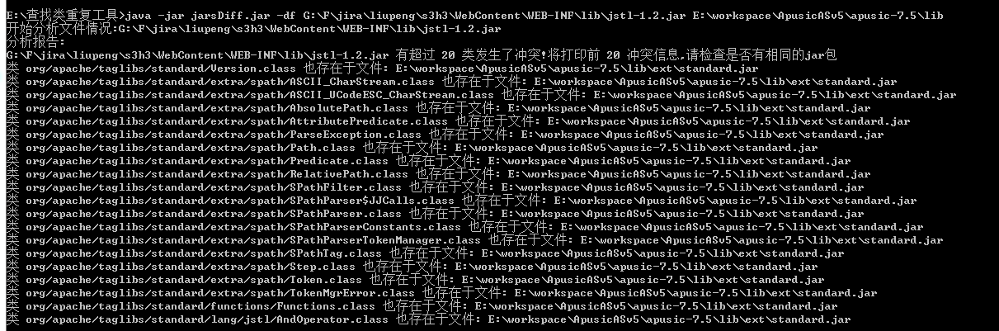 E:\查找类重复工具>java -jar jarsDiff.jar -df G:\F\jira\liupeng\s3h3\WebContent\WEB-INF\lib\jstl-1.2.jar E:\workspace\ApusicASv5\apusic-7.5\lib
开始分析文件情况:G:\F\jira\liupeng\s3h3\WebContent\WEB-INF\lib\jstl-1.2.jar
分析报告:
G:\F\jira\liupeng\s3h3\WebContent\WEB-INF\lib\jstl-1.2.jar 有超过 20 类发生了冲突!将打印前 20 冲突信息.请检查是否有相同的jar包
类 org/apache/taglibs/standard/Version.class 也存在于文件: E:\workspace\ApusicASv5\apusic-7.5\lib\ext\standard.jar
类 org/apache/taglibs/standard/extra/spath/ASCII_CharStream.class 也存在于文件: E:\workspace\ApusicASv5\apusic-7.5\lib\ext\standard.jar
类 org/apache/taglibs/standard/extra/spath/ASCII_UCodeESC_CharStream.class 也存在于文件: E:\workspace\ApusicASv5\apusic-7.5\lib\ext\standard.jar
类 org/apache/taglibs/standard/extra/spath/AbsolutePath.class 也存在于文件: E:\workspace\ApusicASv5\apusic-7.5\lib\ext\standard.jar
类 org/apache/taglibs/standard/extra/spath/AttributePredicate.class 也存在于文件: E:\workspace\ApusicASv5\apusic-7.5\lib\ext\standard.jar
类 org/apache/taglibs/standard/extra/spath/ParseException.class 也存在于文件: E:\workspace\ApusicASv5\apusic-7.5\lib\ext\standard.jar
类 org/apache/taglibs/standard/extra/spath/Path.class 也存在于文件: E:\workspace\ApusicASv5\apusic-7.5\lib\ext\standard.jar
类 org/apache/taglibs/standard/extra/spath/Predicate.class 也存在于文件: E:\workspace\ApusicASv5\apusic-7.5\lib\ext\standard.jar
类 org/apache/taglibs/standard/extra/spath/RelativePath.class 也存在于文件: E:\workspace\ApusicASv5\apusic-7.5\lib\ext\standard.jar
类 org/apache/taglibs/standard/extra/spath/SPathFilter.class 也存在于文件: E:\workspace\ApusicASv5\apusic-7.5\lib\ext\standard.jar
类 org/apache/taglibs/standard/extra/spath/SPathParser$JJCalls.class 也存在于文件: E:\workspace\ApusicASv5\apusic-7.5\lib\ext\standard.jar
类 org/apache/taglibs/standard/extra/spath/SPathParser.class 也存在于文件: E:\workspace\ApusicASv5\apusic-7.5\lib\ext\standard.jar
类 org/apache/taglibs/standard/extra/spath/SPathParserConstants.class 也存在于文件: E:\workspace\ApusicASv5\apusic-7.5\lib\ext\standard.jar
类 org/apache/taglibs/standard/extra/spath/SPathParserTokenManager.class 也存在于文件: E:\workspace\ApusicASv5\apusic-7.5\lib\ext\standard.jar
类 org/apache/taglibs/standard/extra/spath/SPathTag.class 也存在于文件: E:\workspace\ApusicASv5\apusic-7.5\lib\ext\standard.jar
类 org/apache/taglibs/standard/extra/spath/Step.class 也存在于文件: E:\workspace\ApusicASv5\apusic-7.5\lib\ext\standard.jar
类 org/apache/taglibs/standard/extra/spath/Token.class 也存在于文件: E:\workspace\ApusicASv5\apusic-7.5\lib\ext\standard.jar
类 org/apache/taglibs/standard/extra/spath/TokenMgrError.class 也存在于文件: E:\workspace\ApusicASv5\apusic-7.5\lib\ext\standard.jar
类 org/apache/taglibs/standard/functions/Functions.class 也存在于文件: E:\workspace\ApusicASv5\apusic-7.5\lib\ext\standard.jar
类 org/apache/taglibs/standard/lang/jstl/AndOperator.class 也存在于文件: E:\workspace\ApusicASv5\apusic-7.5\lib\ext\standard.jar